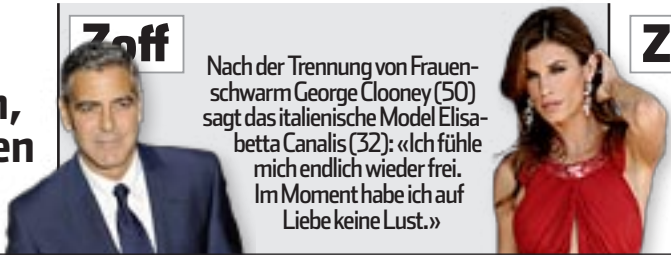 Zoff
Z
n,
en
Nach der Trennung von Frauen-
schwarm George Clooney (50)
sagt das italienische Model Elisa-
betta Canalis (32): «Ich fühle
mich endlich wieder frei.
Im Moment habe ich auf
Liebe keine Lust.»